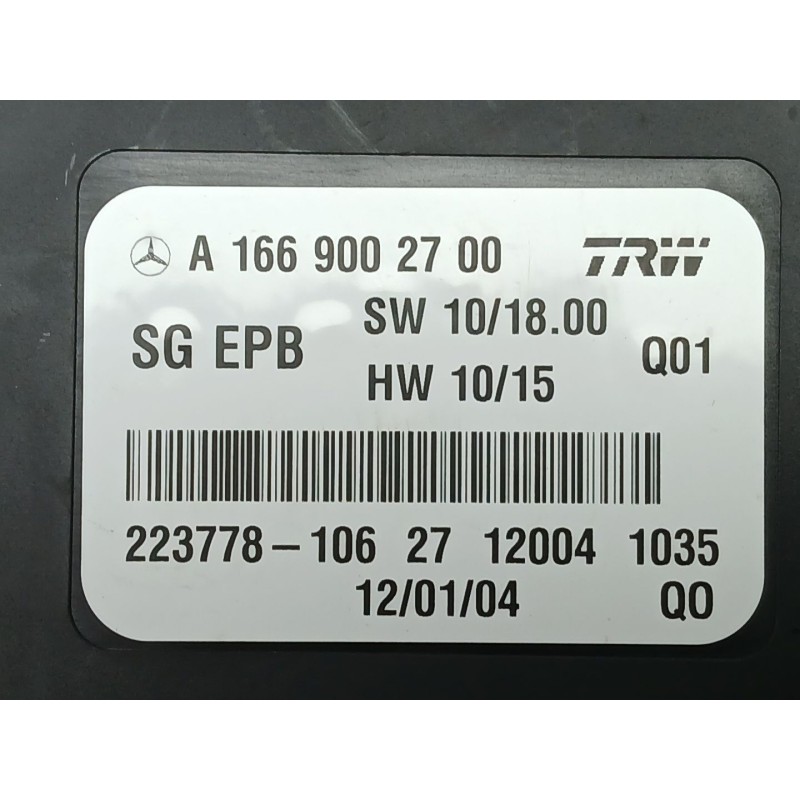 A 166 900 27 00 TRW
SW 10/18.00
SG EPB Q01
HW 10/15
223778-106 27 12004 1035
12/01/04 QO